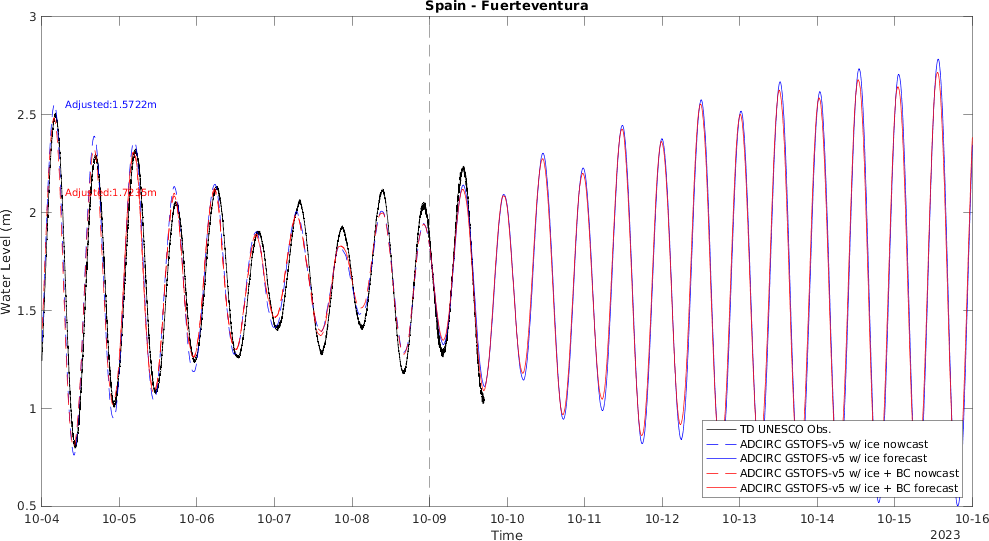 Spain - Fuerteventura
3
2.5
2
1.5
1
0.5
Water Level (m)
Adjusted:1.5722m
Adjusted:1.7235m
TD UNESCO Obs.
ADCIRC GSTOFS-v5 w/ ice nowcast
ADCIRC GSTOFS-v5 w/ ice forecast
ADCIRC GSTOFS-v5 w/ ice + BC nowcast
ADCIRC GSTOFS-v5 w/ ice + BC forecast
10-04 10-05 10-06 10-07 10-08 10-09 10-10 10-11 10-12 10-13 10-14 10-15 10-16
Time
2023